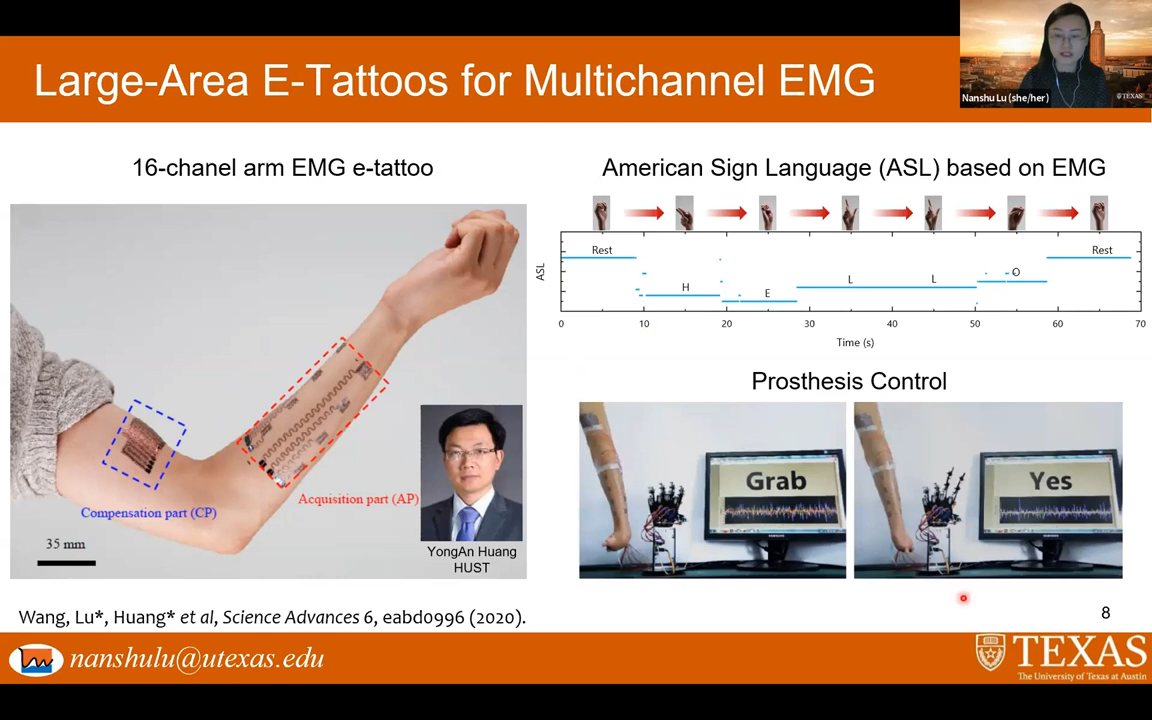 Large-Area E-Tattoos for Multichannel EMG
Nanshu Lu (she/her)
TEXAS
16-chanel arm EMG e-tattoo
Compensation part (CP)
Acquisition part (AP)
35 mm
YongAn Huang
HUST
American Sign Language (ASL) based on EMG
ASL
Rest
H
E
L
L
O
Rest
0 10 20 30 40 50 60 70
Time (s)
Prosthesis Control
Grab
Yes
Wang, Lu*, Huang* et al, Science Advances 6, eabd0996 (2020).
8
nanshulu@utexas.edu
TEXAS
The University of Texas at Austin